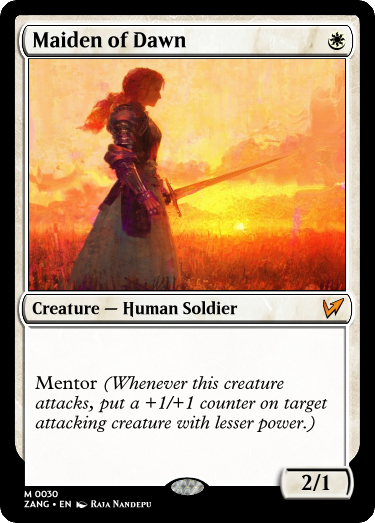 Maiden of Dawn
Creature — Human Soldier
Mentor (Whenever this creature
attacks, put a +1/+1 counter on target
attacking creature with lesser power.)
2/1
M 0030
ZANG • EN Raja Nandepu